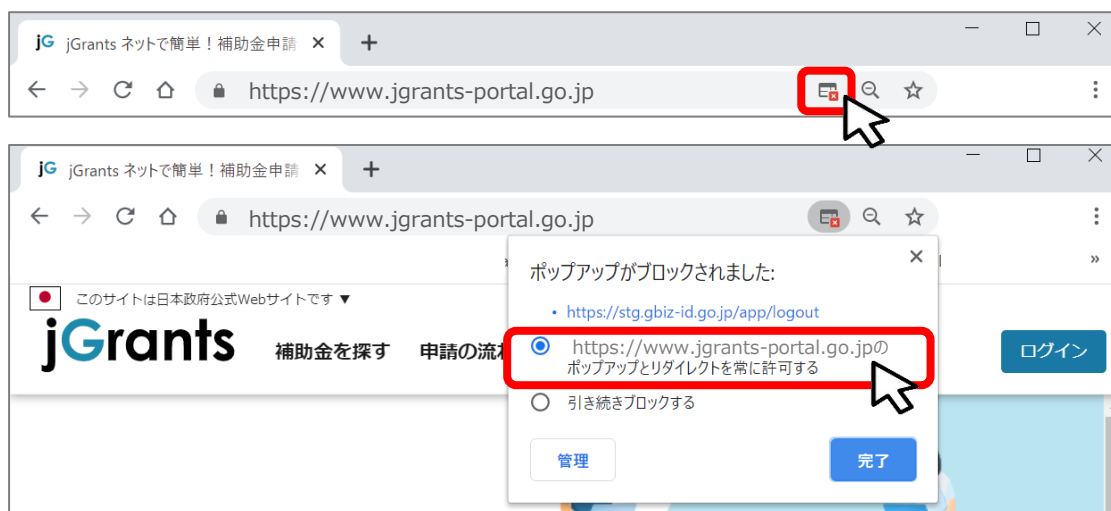 jG jGrants ネットで簡単！補助金申請
https://www.jgrants-portal.go.jp
jG jGrants ネットで簡単！補助金申請
https://www.jgrants-portal.go.jp
ポップアップがブロックされました:
このサイトは日本政府公式Webサイトです ▼
• https://stg.gbiz-id.go.jp/app/logout
jGrants 補助金を探す 申請の流
https://www.jgrants-portal.go.jpの
ポップアップとリダイレクトを常に許可する
ログイン
引き続きブロックする
管理 完了